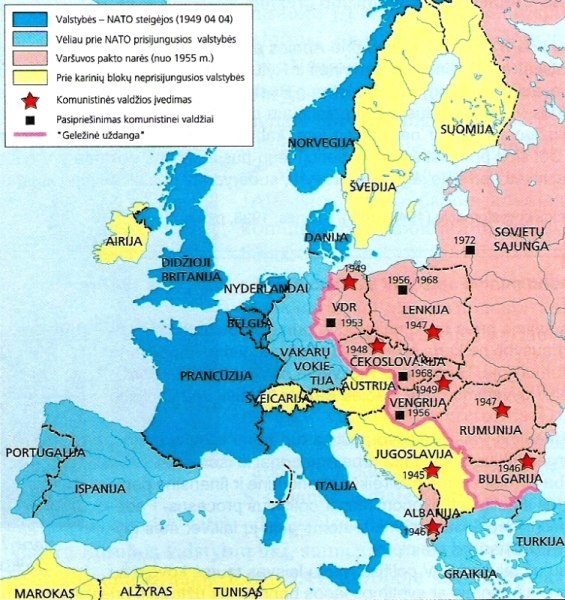 Valstybės – NATO steigėjos (1949 04 04)
Vėliau prie NATO prisijungusios valstybės
Varšuvos pakto narės (nuo 1955 m.)
Prie karinių blokų neprisijungusios valstybės
Komunistinės valdžios įvedimas
Pasipriešinimas komunistinei valdžiai
"Geležinė uždanga"
NORVEGIJA
SUOMIJA
ŠVEDIJA
SOVIETŲ
SĄJUNGA
1972
AIRIJA
DANIJA
DIDŽIOJI
BRITANIJA
1949
1956, 1968
NYDERLANDAI
VDR
LENKIJA
1953
1947
BELGIJA
VAKARŲ
VOKIE-
TIJA
1948
ČEKOSLOVAKIJA
PRANCŪZIJA
1968
AUSTRIJA
1949
ŠVEICARIJA
VENGRIJA
1956
1947
RUMUNIJA
PORTUGALIJA
JUGOSLAVIJA
1946
ISPANIJA
ITALIJA
1945
BULGARIJA
ALBANIJA
1946
TURKIJA
GRAIKIJA
MAROKAS
ALŽYRAS
TUNISAS